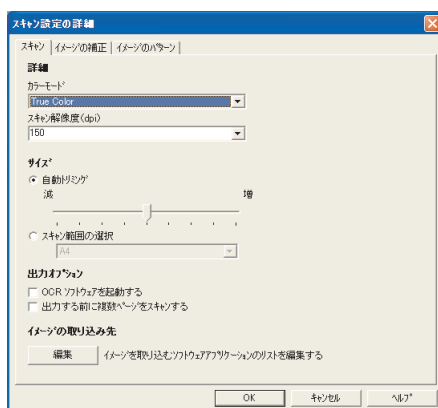 スキャン設定の詳細
スキャン イメージの補正 イメージのパターン
詳細
カラーモード
True Color
スキャン解像度(dpi)
150
サイズ
自動トリミング
減 増
スキャン範囲の選択
A4
出力オプション
OCR ソフトウェアを起動する
出力する前に複数ページをスキャンする
イメージの取り込み先
編集 イメージを取り込むソフトウェアアプリケーションのリストを編集する
OK キャンセル ヘルプ